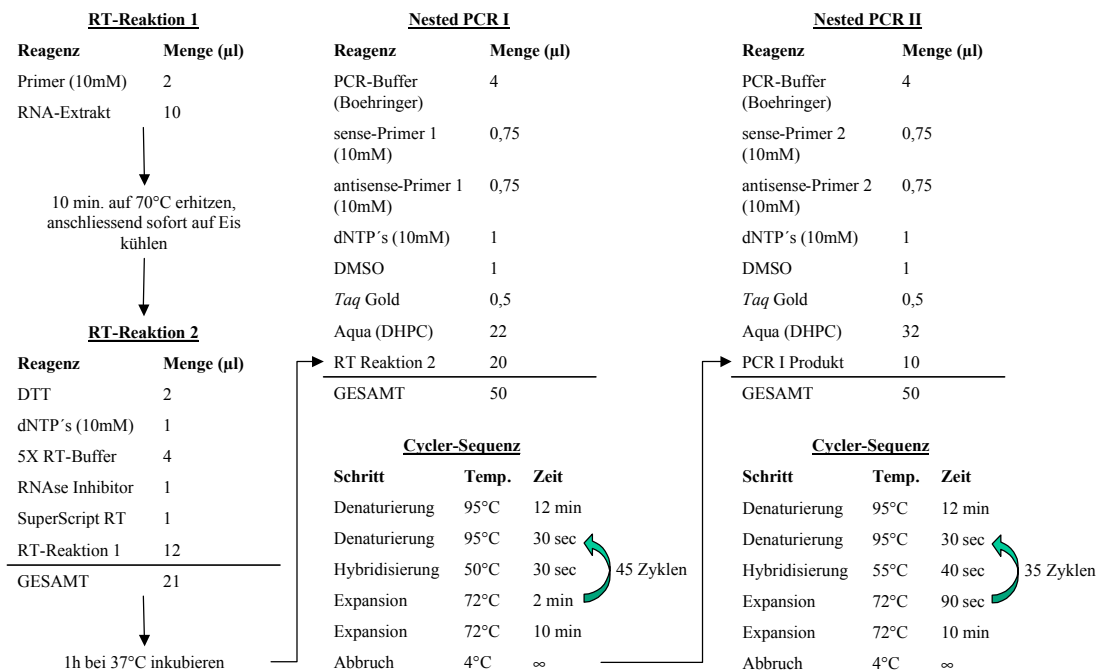 RT-Reaktion 1
Reagenz Menge (µl)
Primer (10mM) 2
RNA-Extrakt 10
10 min. auf 70°C erhitzen,
anschliessend sofort auf Eis
kühlen
RT-Reaktion 2
Reagenz Menge (µl)
DTT 2
dNTP´s (10mM) 1
5X RT-Buffer 4
RNAse Inhibitor 1
SuperScript RT 1
RT-Reaktion 1 12
GESAMT 21
1h bei 37°C inkubieren
Nested PCR I
Reagenz Menge (µl)
PCR-Buffer 4
(Boehringer)
sense-Primer 1 0,75
(10mM)
antisense-Primer 1 0,75
(10mM)
dNTP´s (10mM) 1
DMSO 1
Taq Gold 0,5
Aqua (DHPC) 22
RT Reaktion 2 20
GESAMT 50
Cycler-Sequenz
Schritt Temp. Zeit
Denaturierung 95°C 12 min
Denaturierung 95°C 30 sec
Hybridisierung 50°C 30 sec
45 Zyklen
Expansion 72°C 2 min
Expansion 72°C 10 min
Abbruch 4°C ∞
Nested PCR II
Reagenz Menge (µl)
PCR-Buffer 4
(Boehringer)
sense-Primer 2 0,75
(10mM)
antisense-Primer 2 0,75
(10mM)
dNTP´s (10mM) 1
DMSO 1
Taq Gold 0,5
Aqua (DHPC) 32
PCR I Produkt 10
GESAMT 50
Cycler-Sequenz
Schritt Temp. Zeit
Denaturierung 95°C 12 min
Denaturierung 95°C 30 sec
Hybridisierung 55°C 40 sec
35 Zyklen
Expansion 72°C 90 sec
Expansion 72°C 10 min
Abbruch 4°C ∞